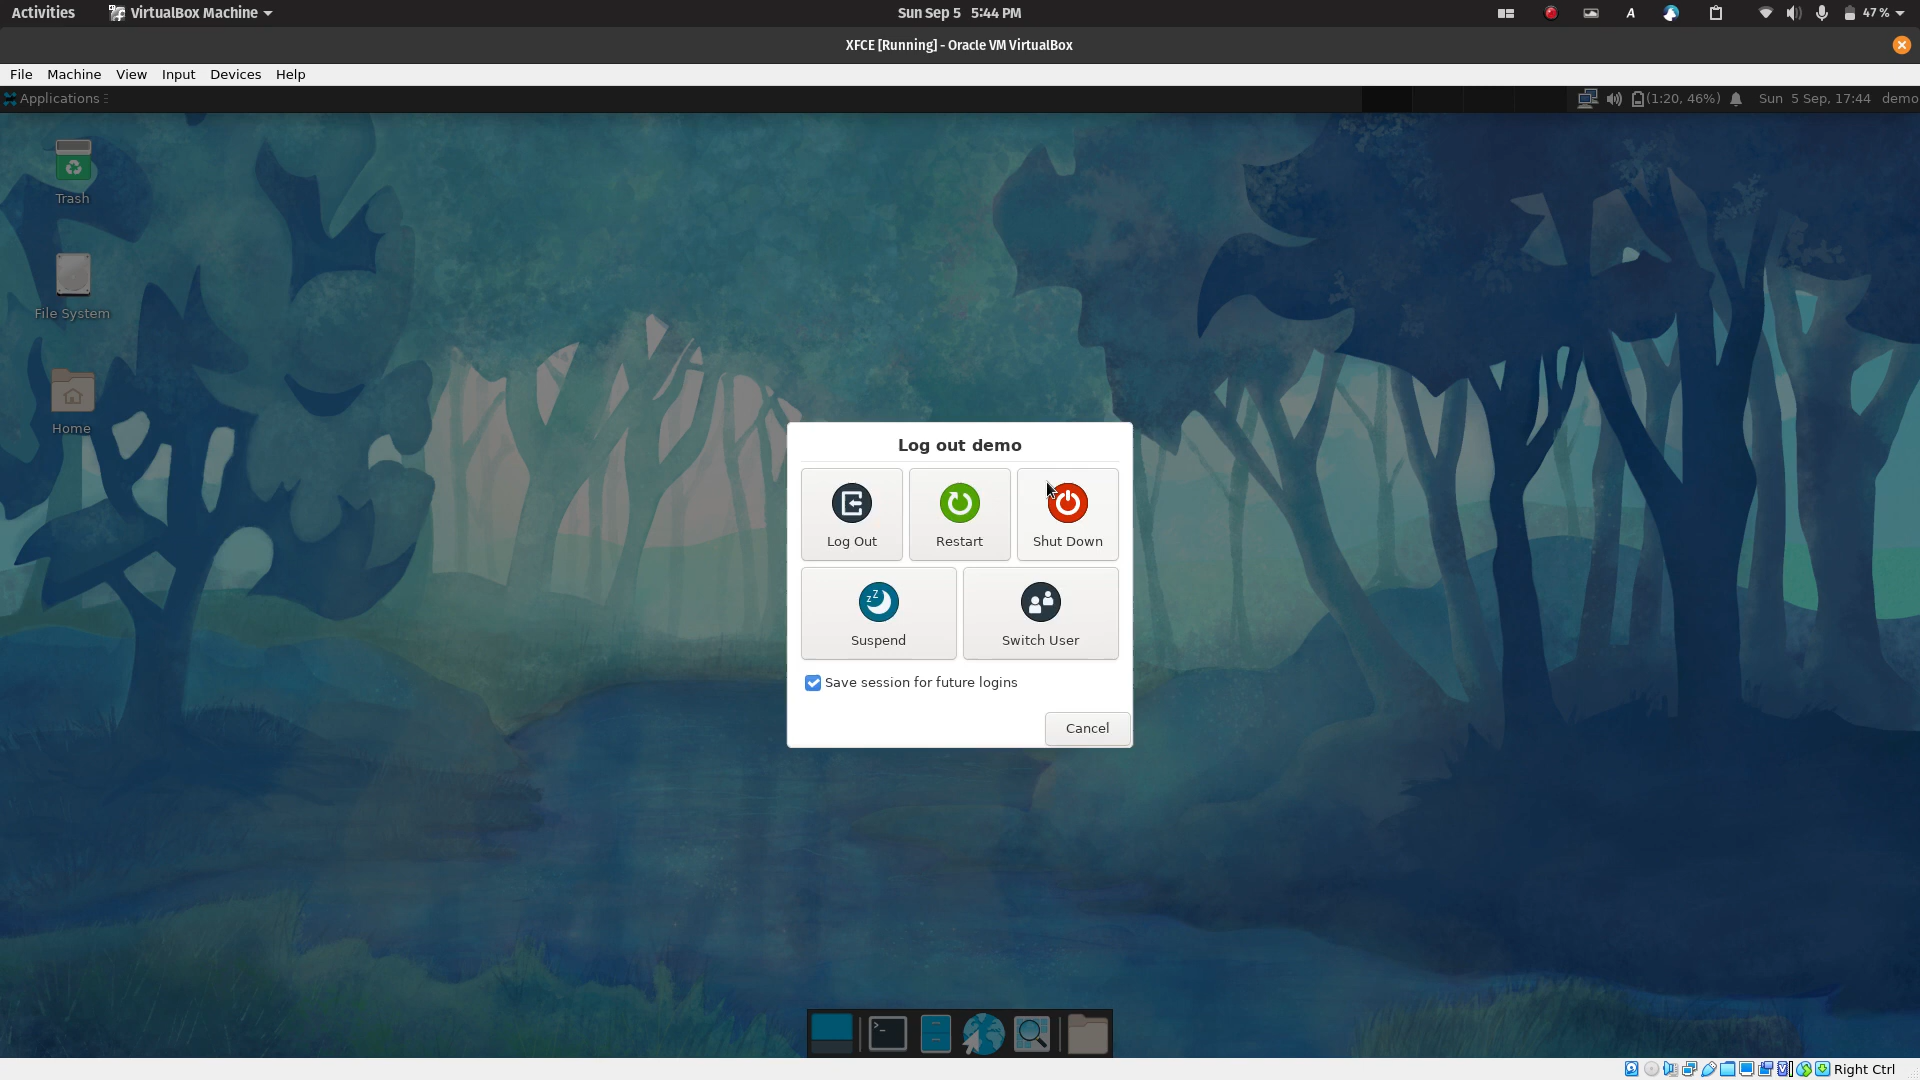 Activities VirtualBox Machine Sun Sep 5 5:44 PM A 47 %
XFCE [Running] - Oracle VM VirtualBox
File Machine View Input Devices Help
Applications (1:20, 46%) Sun 5 Sep, 17:44 demo
Trash
File System
Home
Log out demo
Log Out Restart Shut Down
zZ
Suspend Switch User
Save session for future logins
Cancel
>_
Right Ctrl